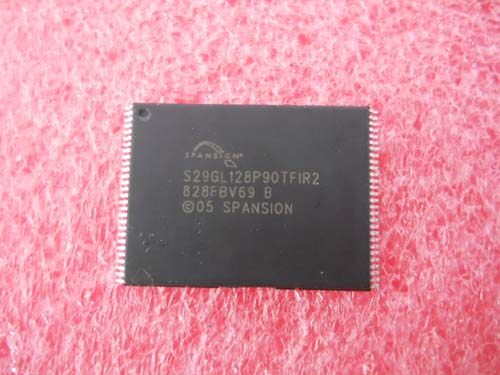 SPANSION
S29GL128P90TFIR2
828FBV69 B
©05 SPANSION